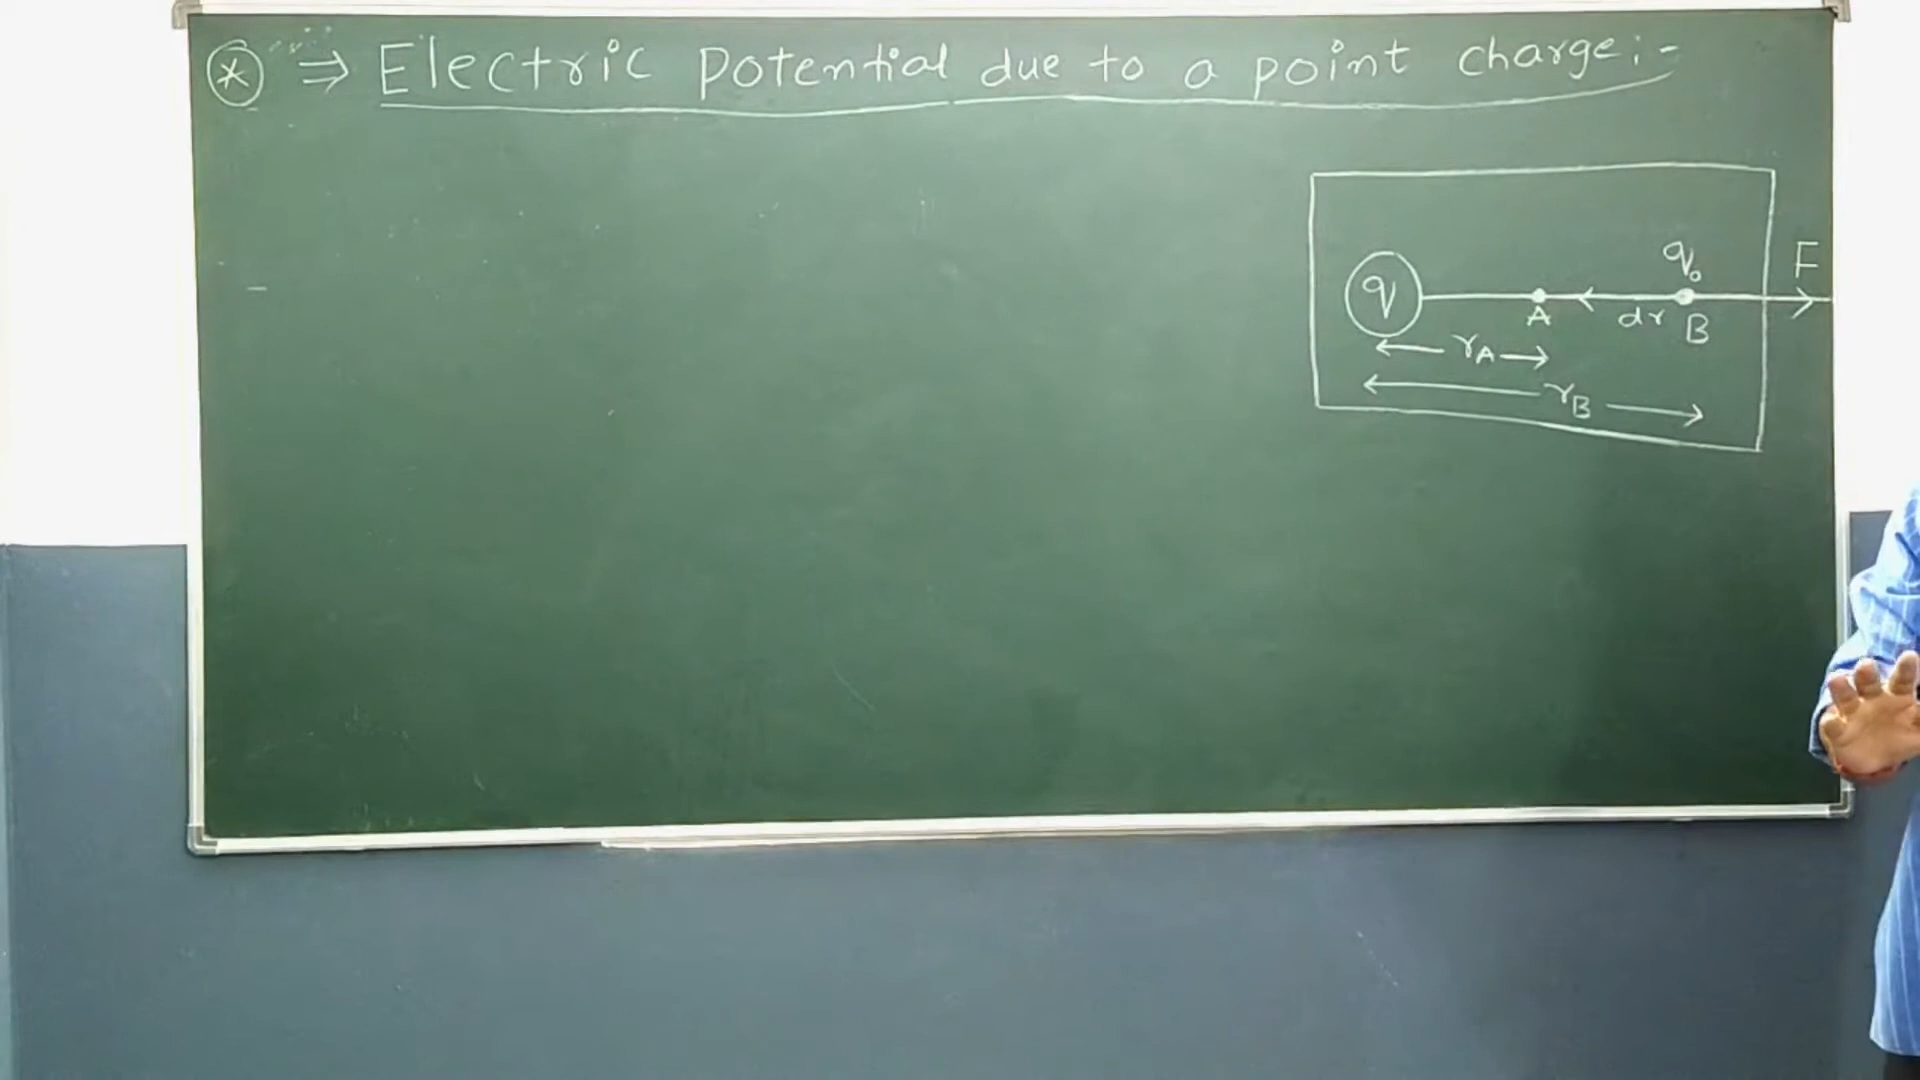 * ⇒ Electric potential due to a point charge:-
q₀ F
q
A dr B
r_A
r_B